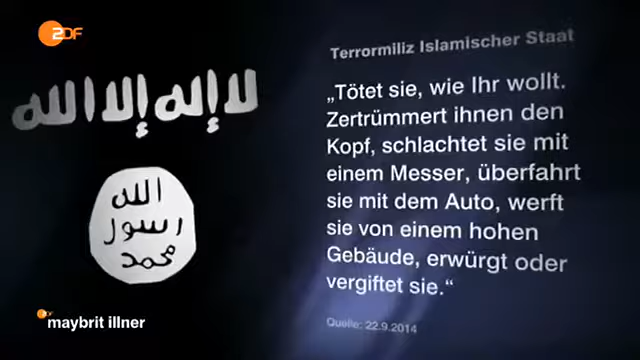 ZDF
لا إله إلا الله
الله
رسول
محمد
Terrormiliz Islamischer Staat
„Tötet sie, wie Ihr wollt.
Zertrümmert ihnen den
Kopf, schlachtet sie mit
einem Messer, überfahrt
sie mit dem Auto, werft
sie von einem hohen
Gebäude, erwürgt oder
vergiftet sie.“
Quelle: 22.9.2014
maybrit illner